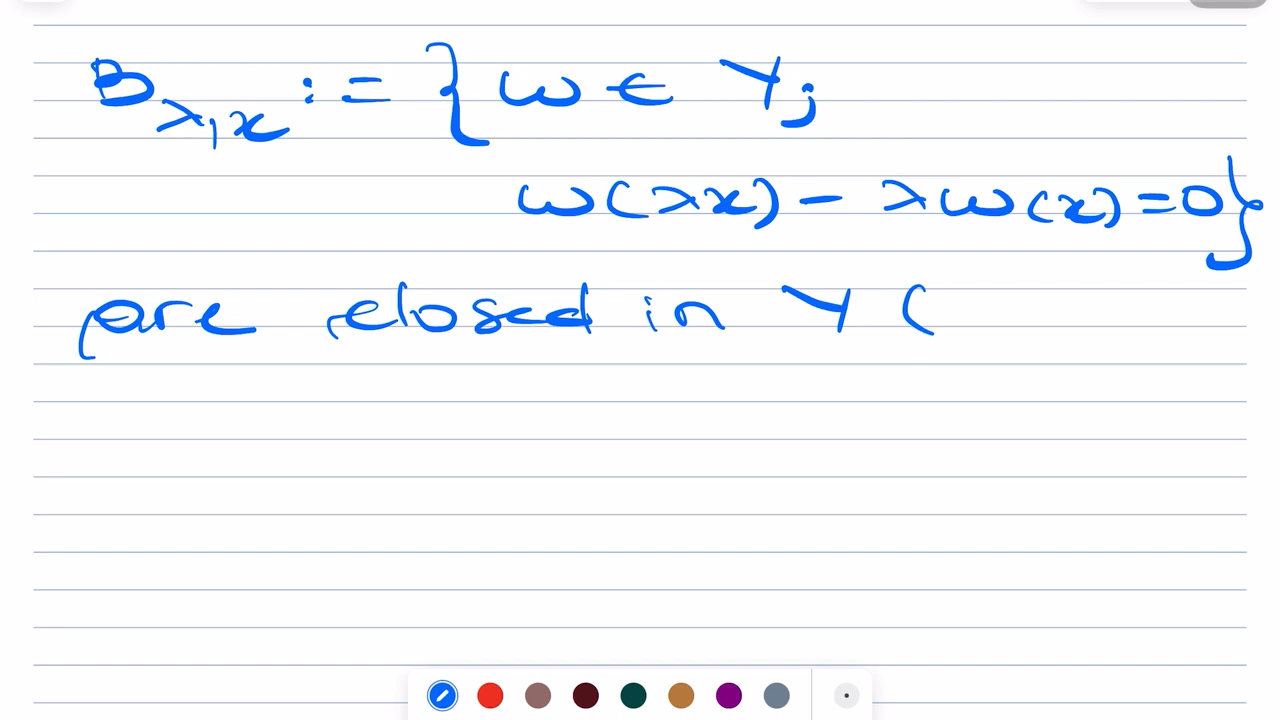 B_{λ,x} := { ω ∈ Y;
ω(λx) - λω(x) = 0 }
are closed in Y (